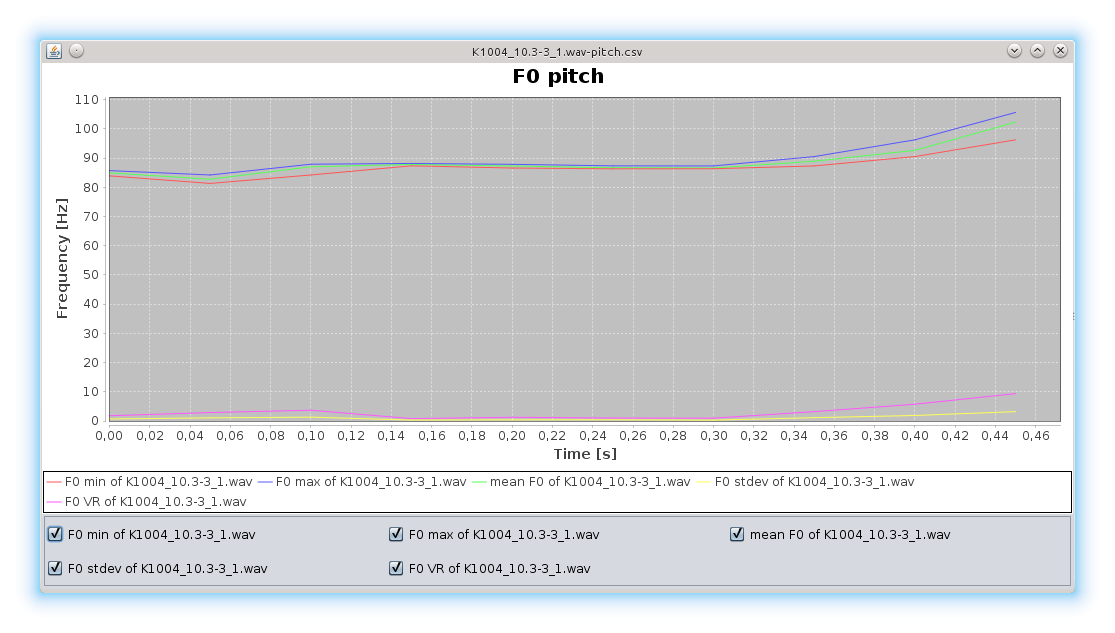 K1004_10.3-3_1.wav-pitch.csv
F0 pitch
110
100
90
80
70
60
50
40
30
20
10
0
Frequency [Hz]
0,00 0,02 0,04 0,06 0,08 0,10 0,12 0,14 0,16 0,18 0,20 0,22 0,24 0,26 0,28 0,30 0,32 0,34 0,36 0,38 0,40 0,42 0,44 0,46
Time [s]
F0 min of K1004_10.3-3_1.wav F0 max of K1004_10.3-3_1.wav mean F0 of K1004_10.3-3_1.wav F0 stdev of K1004_10.3-3_1.wav
F0 VR of K1004_10.3-3_1.wav
F0 min of K1004_10.3-3_1.wav F0 max of K1004_10.3-3_1.wav mean F0 of K1004_10.3-3_1.wav
F0 stdev of K1004_10.3-3_1.wav F0 VR of K1004_10.3-3_1.wav